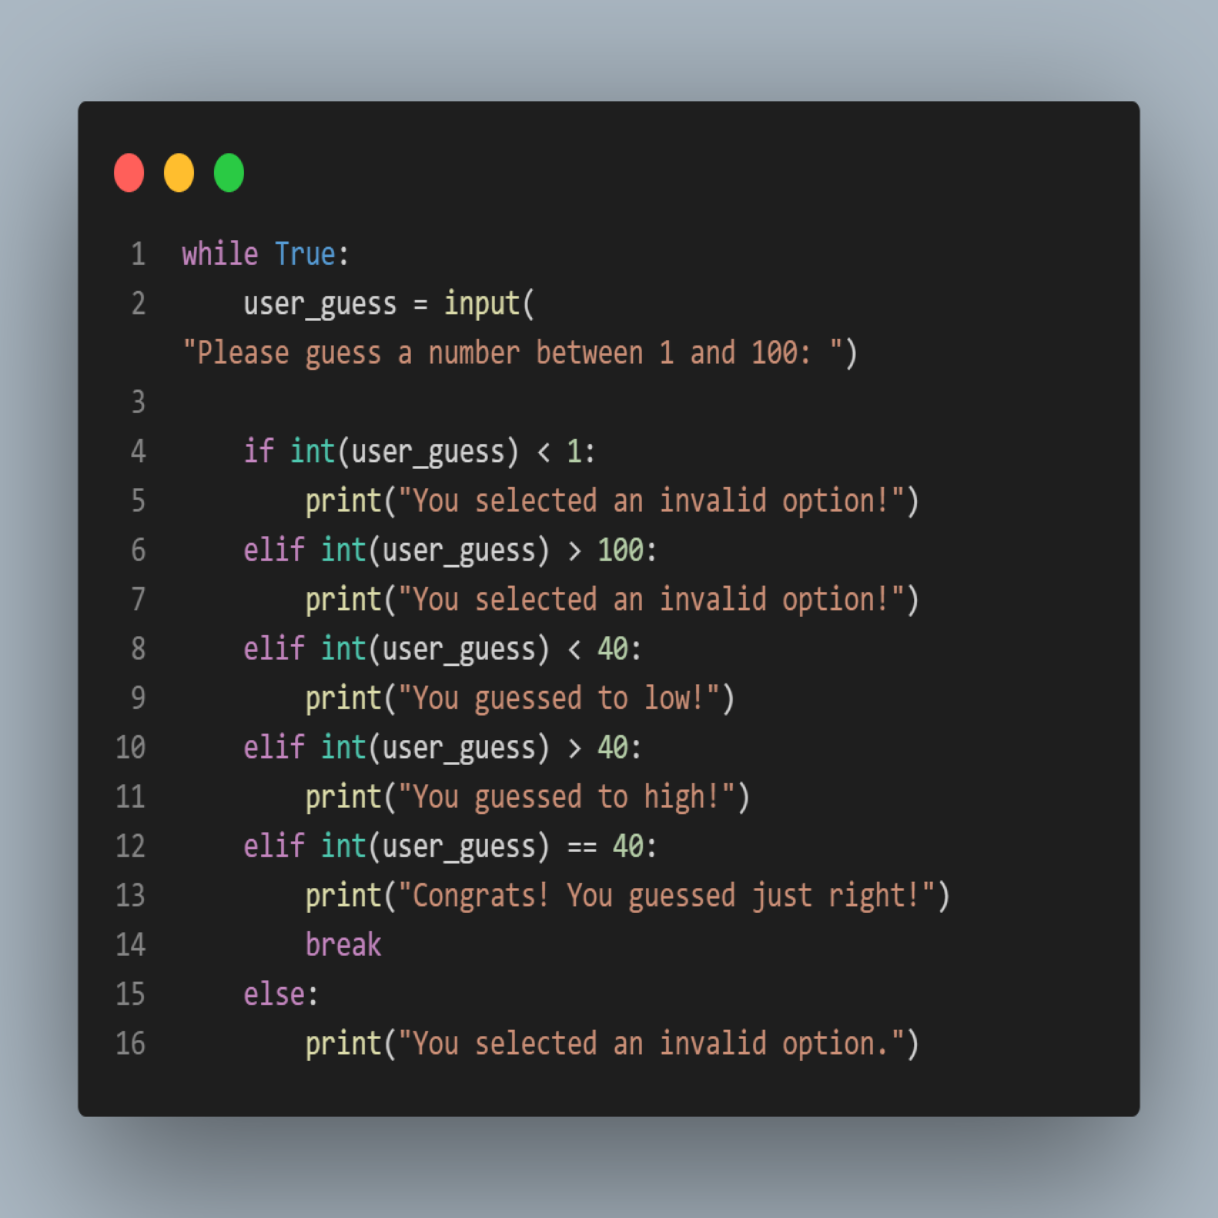 1 while True:
2     user_guess = input(
"Please guess a number between 1 and 100: ")
3
4     if int(user_guess) < 1:
5         print("You selected an invalid option!")
6     elif int(user_guess) > 100:
7         print("You selected an invalid option!")
8     elif int(user_guess) < 40:
9         print("You guessed to low!")
10     elif int(user_guess) > 40:
11         print("You guessed to high!")
12     elif int(user_guess) == 40:
13         print("Congrats! You guessed just right!")
14         break
15     else:
16         print("You selected an invalid option.")